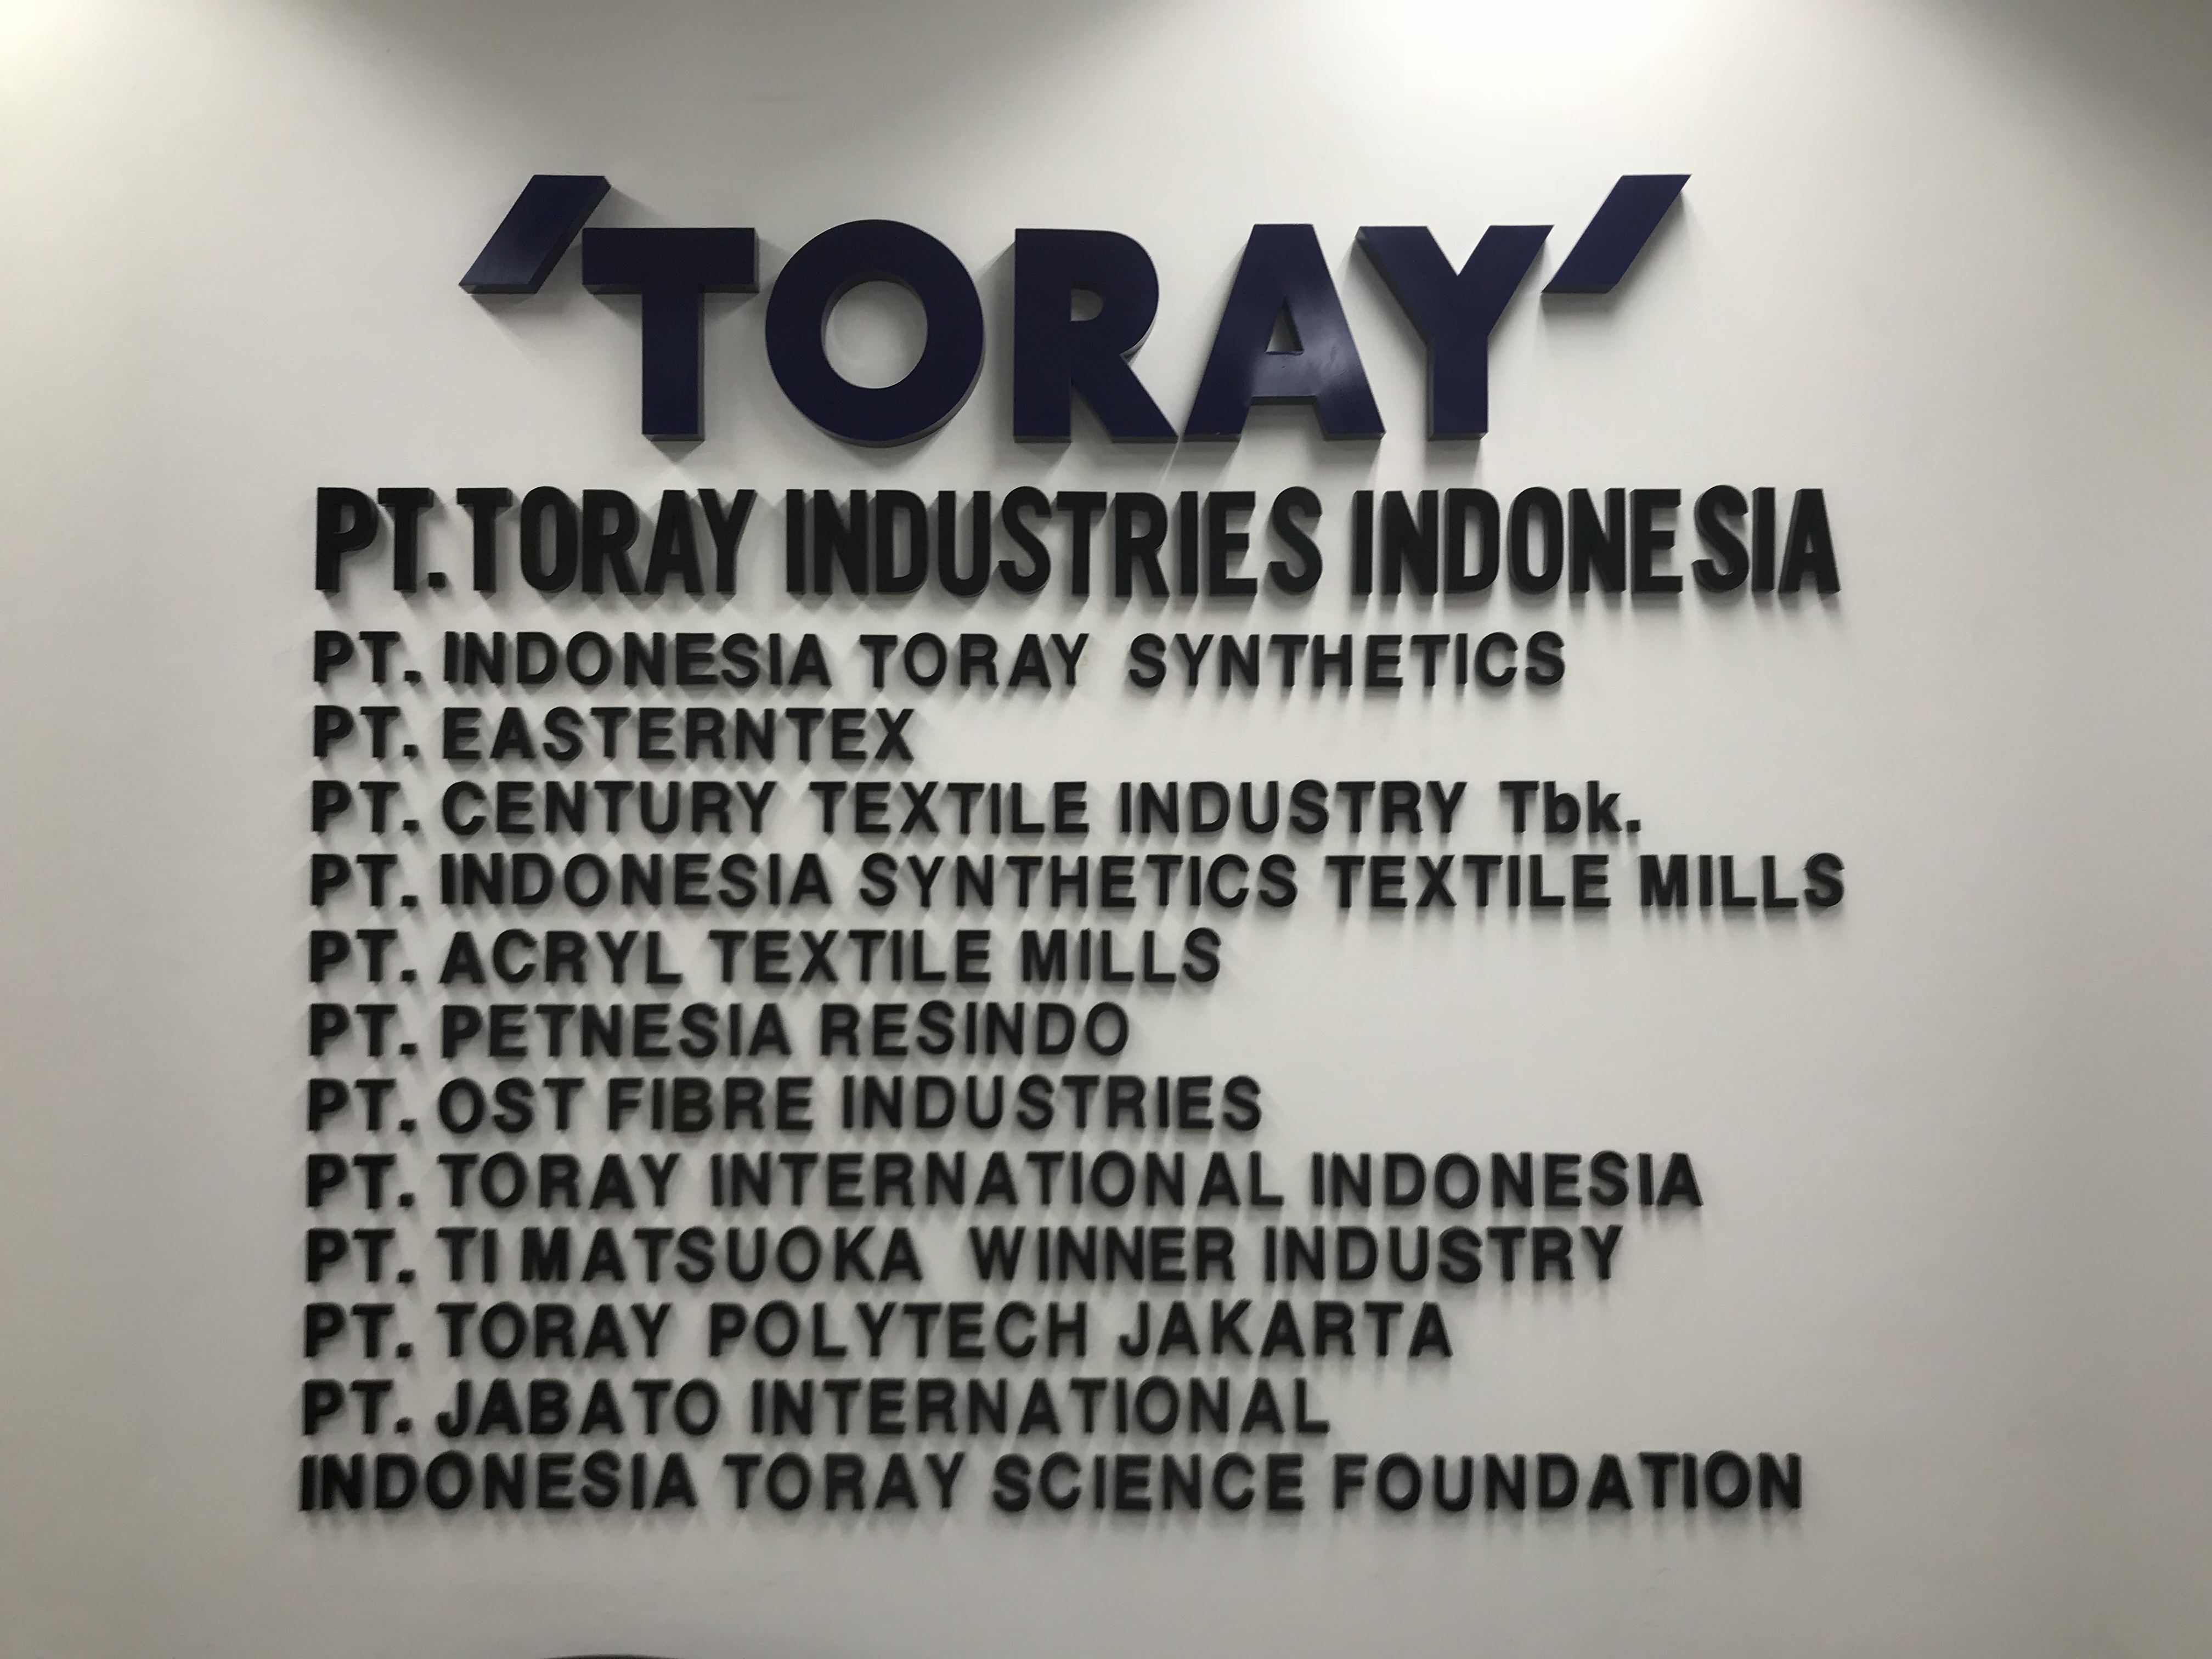 'TORAY'
PT. TORAY INDUSTRIES INDONESIA
PT. INDONESIA TORAY SYNTHETICS
PT. EASTERNTEX
PT. CENTURY TEXTILE INDUSTRY Tbk.
PT. INDONESIA SYNTHETICS TEXTILE MILLS
PT. ACRYL TEXTILE MILLS
PT. PETNESIA RESINDO
PT. OST FIBRE INDUSTRIES
PT. TORAY INTERNATIONAL INDONESIA
PT. TI MATSUOKA WINNER INDUSTRY
PT. TORAY POLYTECH JAKARTA
PT. JABATO INTERNATIONAL
INDONESIA TORAY SCIENCE FOUNDATION